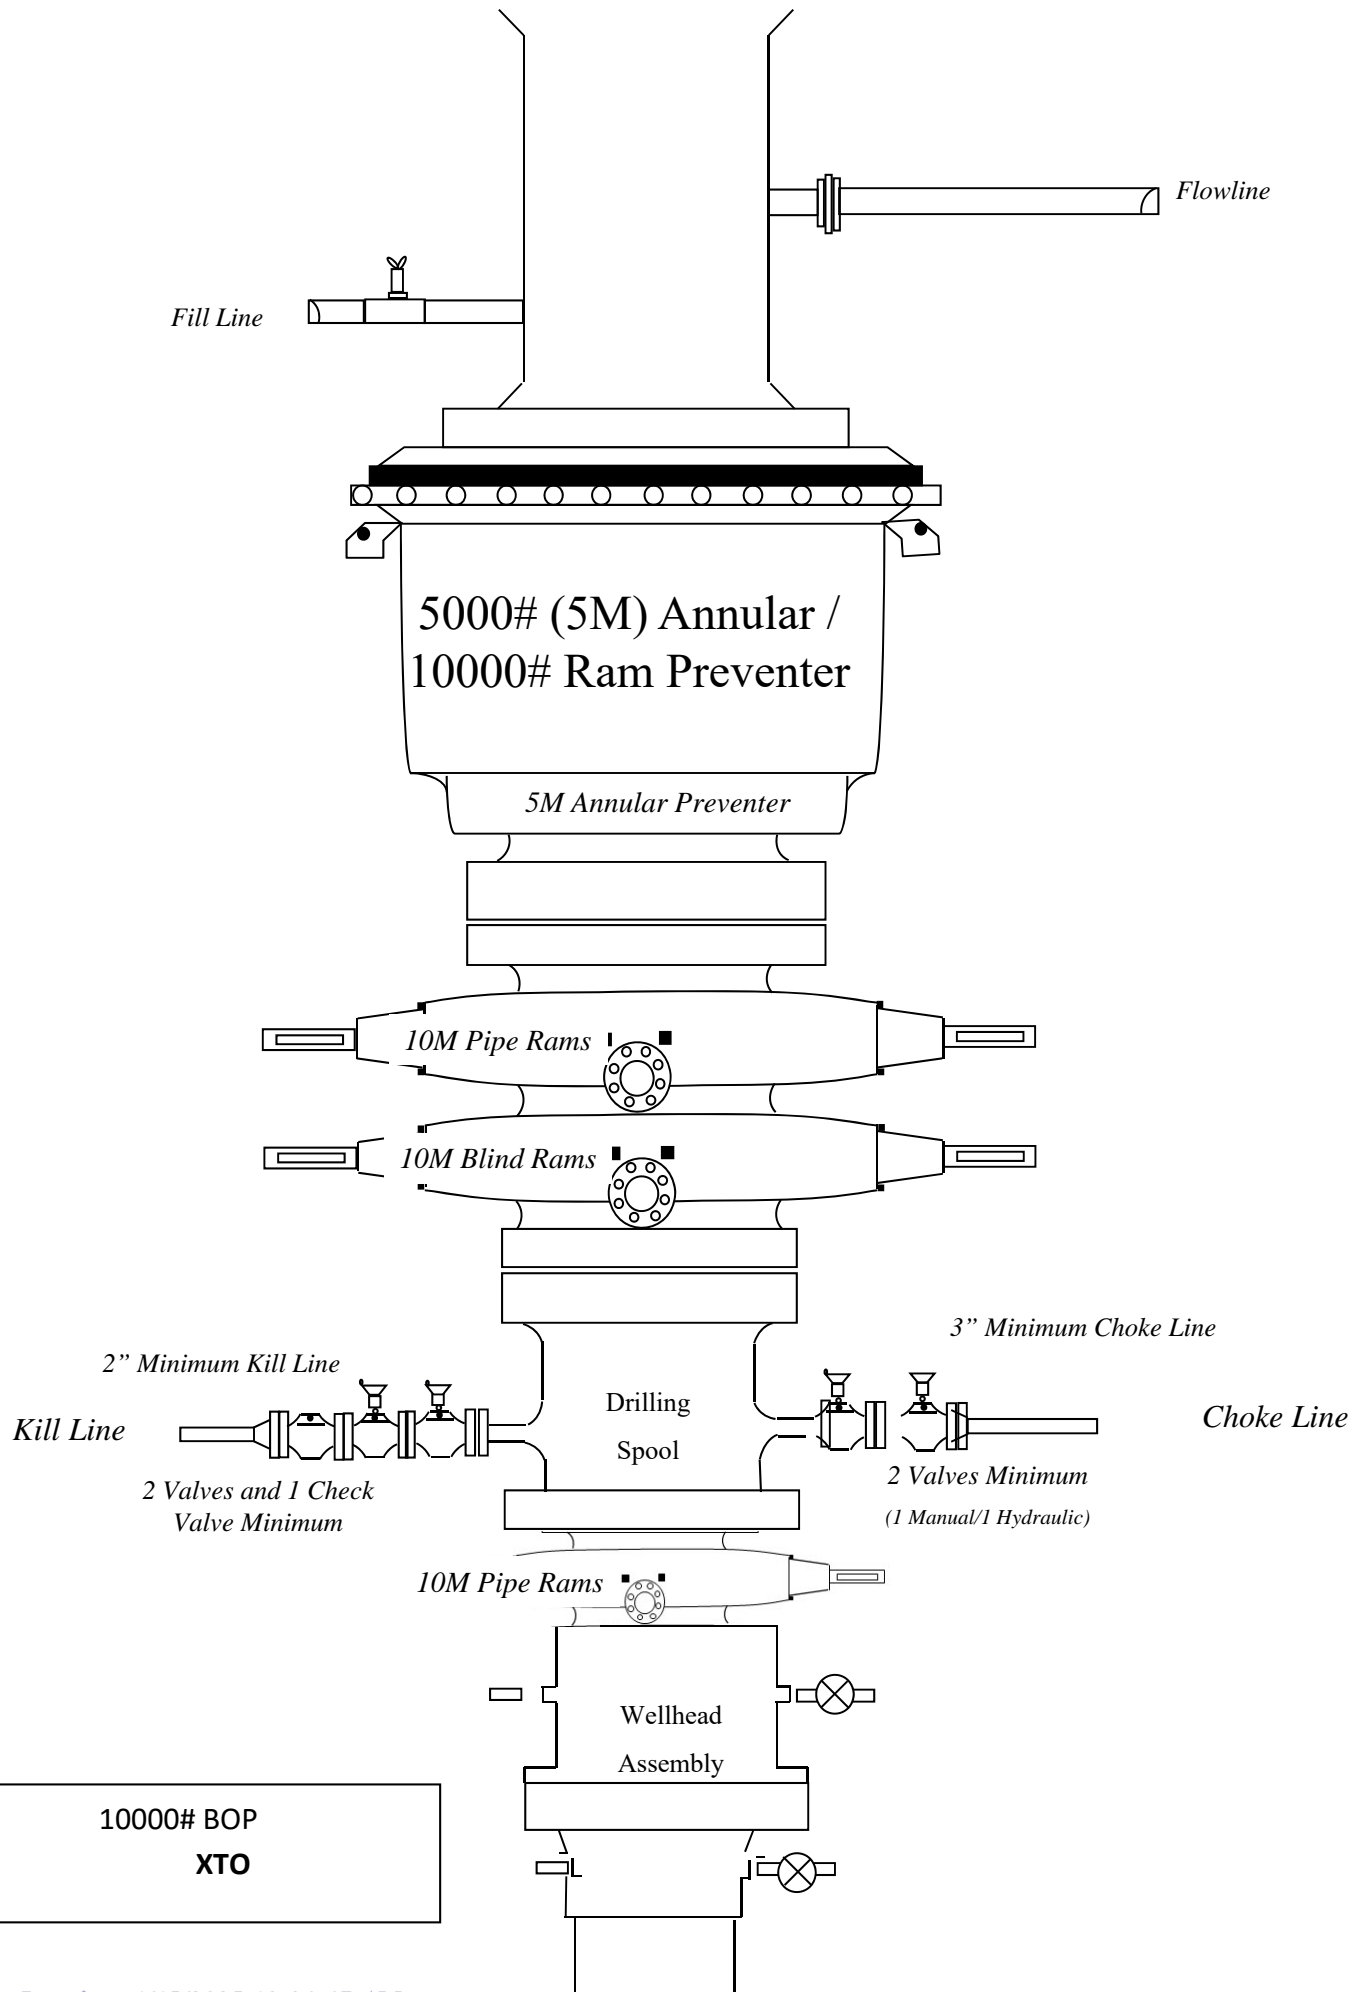 Flowline
Fill Line
5000# (5M) Annular /
10000# Ram Preventer
5M Annular Preventer
10M Pipe Rams
10M Blind Rams
3” Minimum Choke Line
2” Minimum Kill Line
Drilling
Spool
Kill Line
Choke Line
2 Valves and 1 Check
Valve Minimum
2 Valves Minimum
(1 Manual/1 Hydraulic)
10M Pipe Rams
Wellhead
Assembly
10000# BOP
XTO